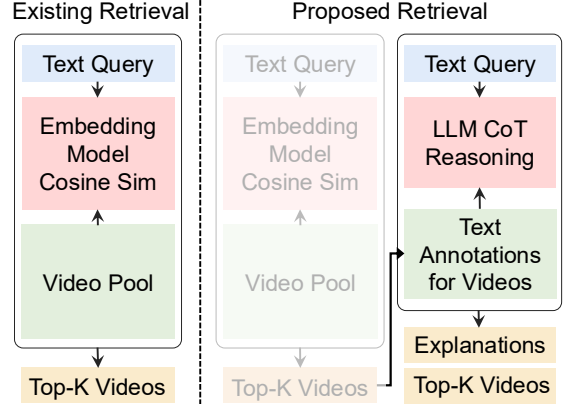 Existing Retrieval
Text Query
Embedding
Model
Cosine Sim
Video Pool
Top-K Videos
Proposed Retrieval
Text Query
Embedding
Model
Cosine Sim
Video Pool
Top-K Videos
Text Query
LLM CoT
Reasoning
Text
Annotations
for Videos
Explanations
Top-K Videos